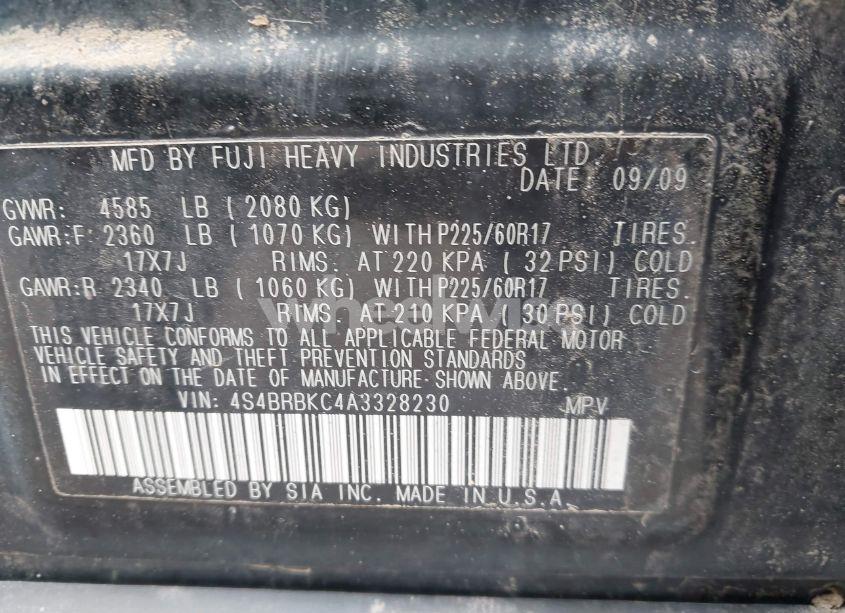 MFD BY FUJI HEAVY INDUSTRIES LTD.
DATE: 09/09
GVWR: 4585 LB ( 2080 KG)
GAWR:F 2360 LB ( 1070 KG) WITH P225/60R17 TIRES.
17X7J RIMS. AT 220 KPA ( 32 PSI) COLD
GAWR:R 2340 LB ( 1060 KG) WITH P225/60R17 TIRES.
17X7J RIMS. AT 210 KPA ( 30 PSI) COLD
THIS VEHICLE CONFORMS TO ALL APPLICABLE FEDERAL MOTOR
VEHICLE SAFETY AND THEFT PREVENTION STANDARDS
IN EFFECT ON THE DATE OF MANUFACTURE SHOWN ABOVE.
VIN: 4S4BRBKC4A3328230 MPV
ASSEMBLED BY SIA INC. MADE IN U.S.A.